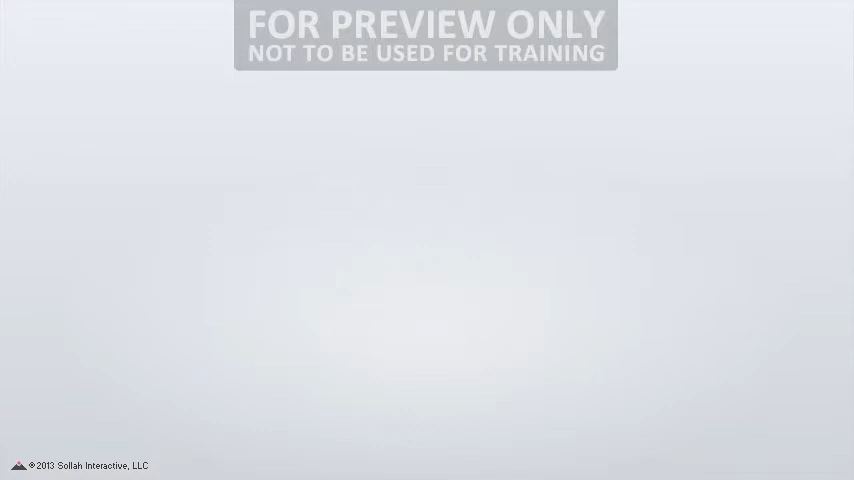 FOR PREVIEW ONLY
NOT TO BE USED FOR TRAINING
©2013 Sollah Interactive, LLC